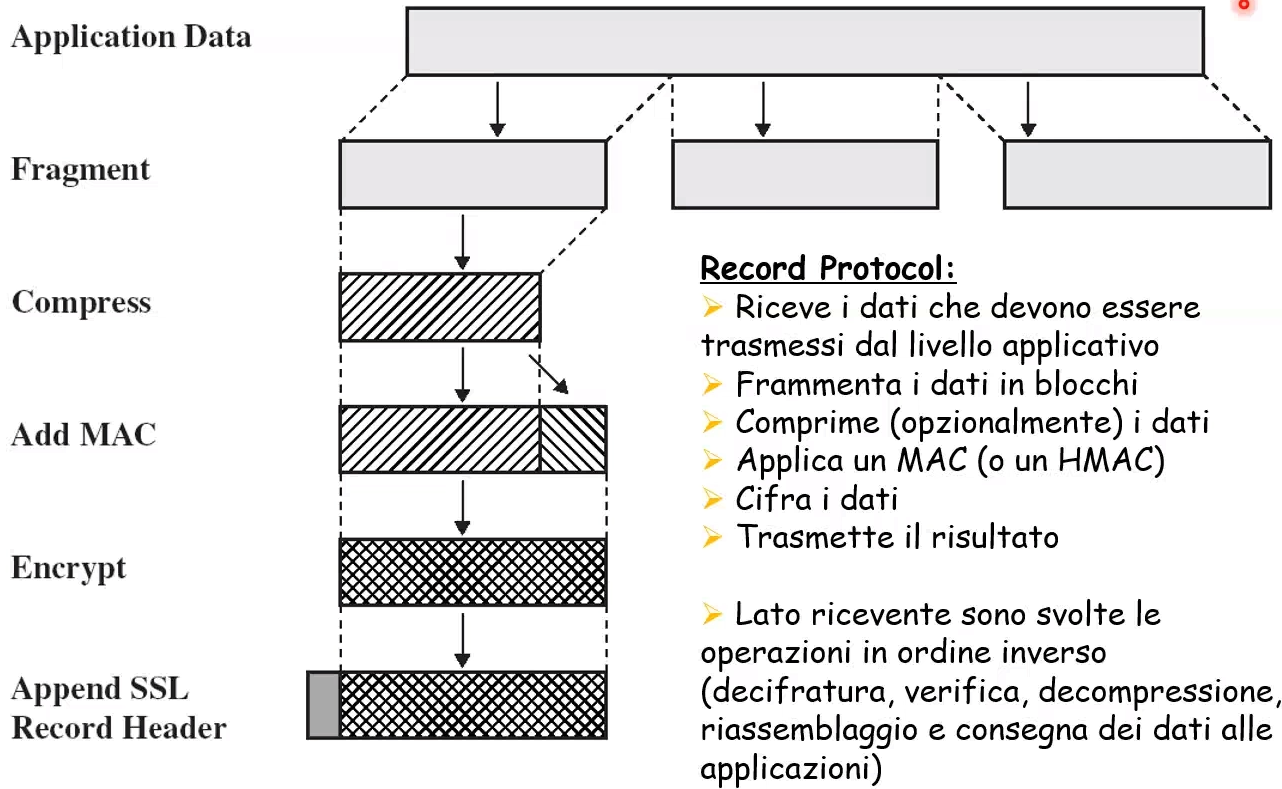 Application Data
Fragment
Compress
Add MAC
Encrypt
Append SSL
Record Header
Record Protocol:
➢ Riceve i dati che devono essere
trasmessi dal livello applicativo
➢ Frammenta i dati in blocchi
➢ Comprime (opzionalmente) i dati
➢ Applica un MAC (o un HMAC)
➢ Cifra i dati
➢ Trasmette il risultato
➢ Lato ricevente sono svolte le
operazioni in ordine inverso
(decifratura, verifica, decompressione,
riassemblaggio e consegna dei dati alle
applicazioni)